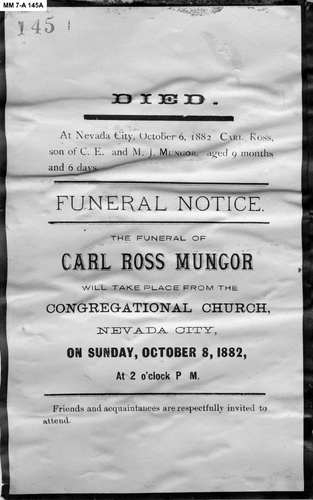 MM 7-A 145A
145
DIED.
At Nevada City, October 6, 1882 CARL ROSS,
son of C. E. and M. J. MUNGOR, aged 9 months
and 6 days.
FUNERAL NOTICE.
THE FUNERAL OF
CARL ROSS MUNGOR
WILL TAKE PLACE FROM THE
CONGREGATIONAL CHURCH,
NEVADA CITY,
ON SUNDAY, OCTOBER 8, 1882,
At 2 o'clock P M.
Friends and acquaintances are respectfully invited to
attend.